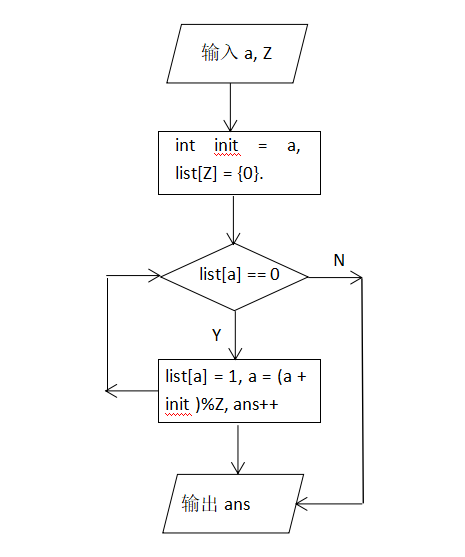 输入 a, Z
int init = a,
list[Z] = {0}.
list[a] == 0
N
Y
list[a] = 1, a = (a +
init )%Z, ans++
输出 ans